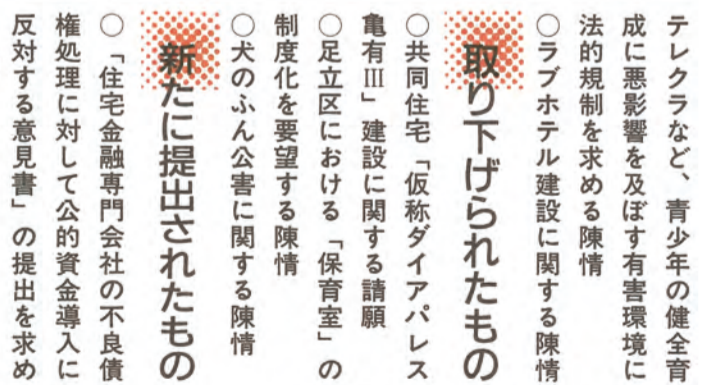 テレクラなど、青少年の健全育
成に悪影響を及ぼす有害環境に
法的規制を求める陳情
○ラブホテル建設に関する陳情
取り下げられたもの
○共同住宅「仮称ダイアパレス
亀有III」建設に関する請願
○足立区における「保育室」の
制度化を要望する陳情
○犬のふん公害に関する陳情
新たに提出されたもの
○「住宅金融専門会社の不良債
権処理に対して公的資金導入に
反対する意見書」の提出を求め